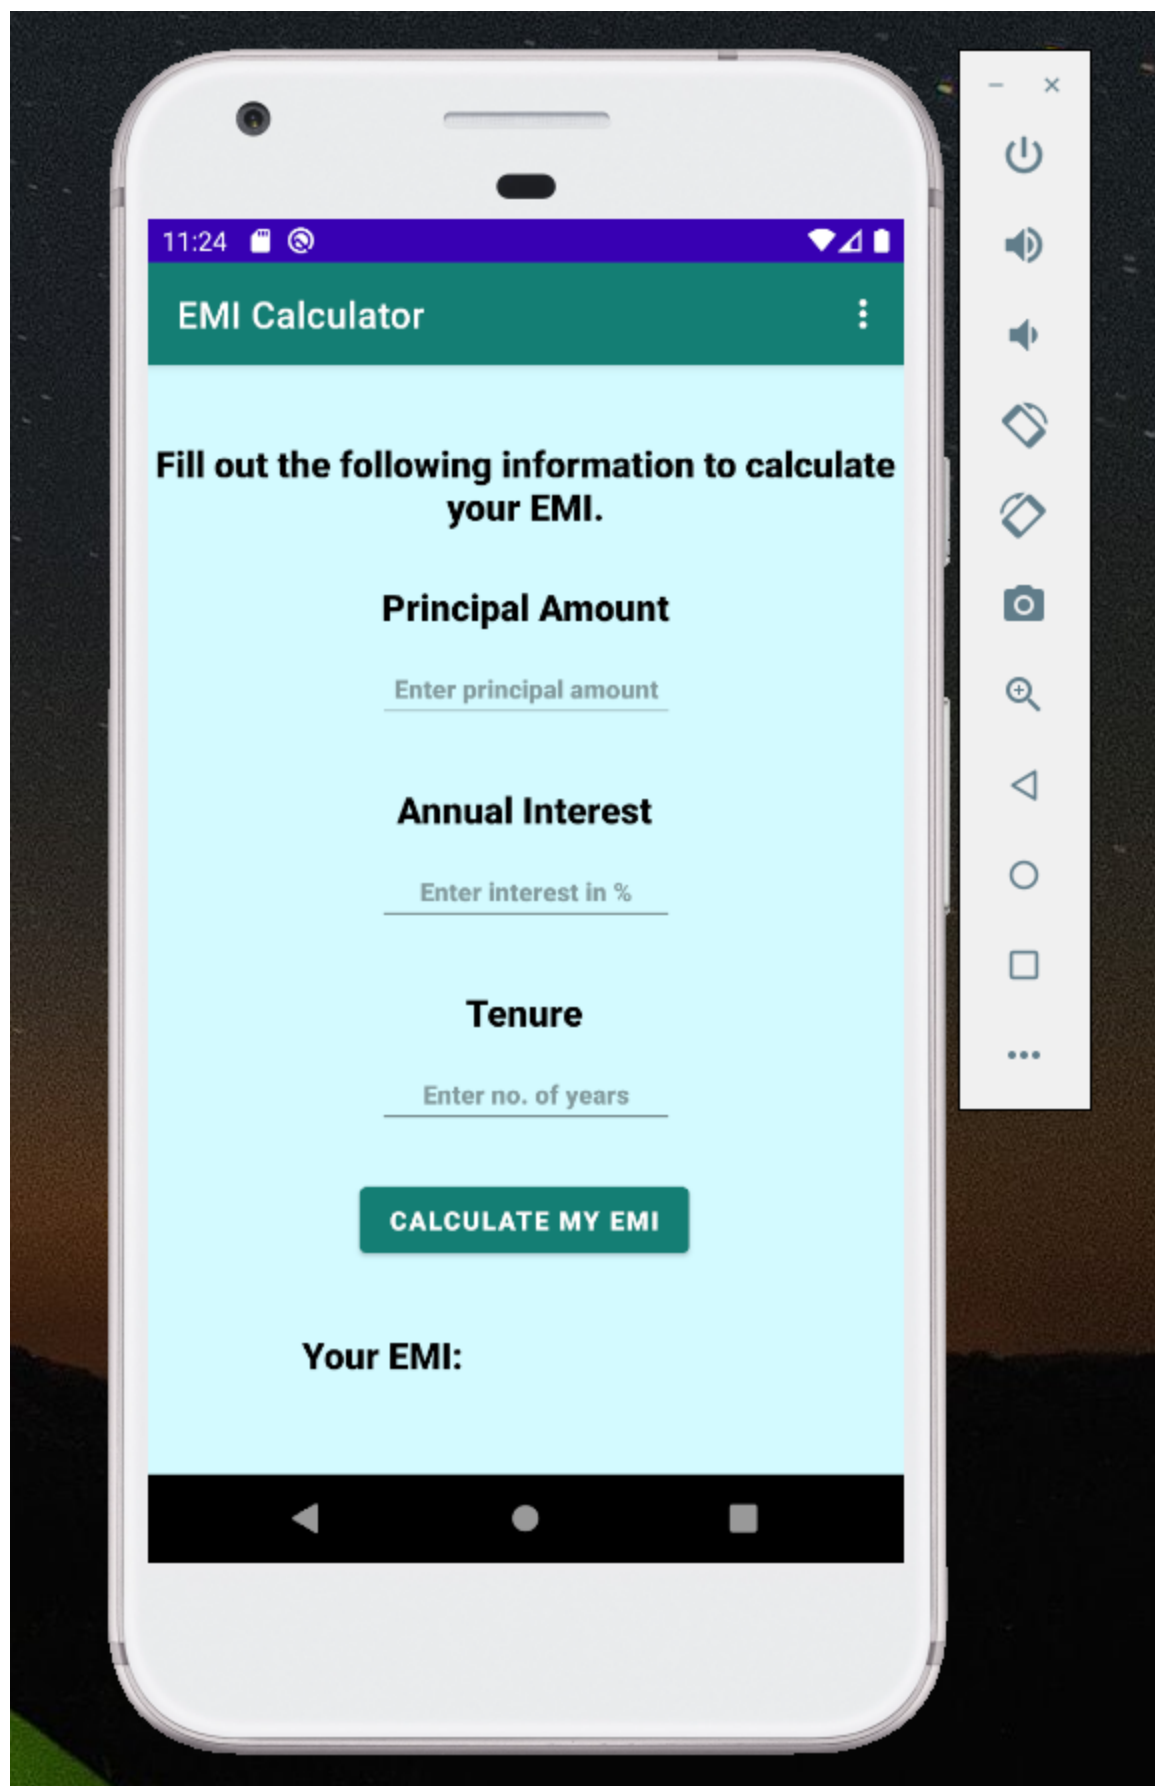 11:24
EMI Calculator
Fill out the following information to calculate
your EMI.
Principal Amount
Enter principal amount
Annual Interest
Enter interest in %
Tenure
Enter no. of years
CALCULATE MY EMI
Your EMI: